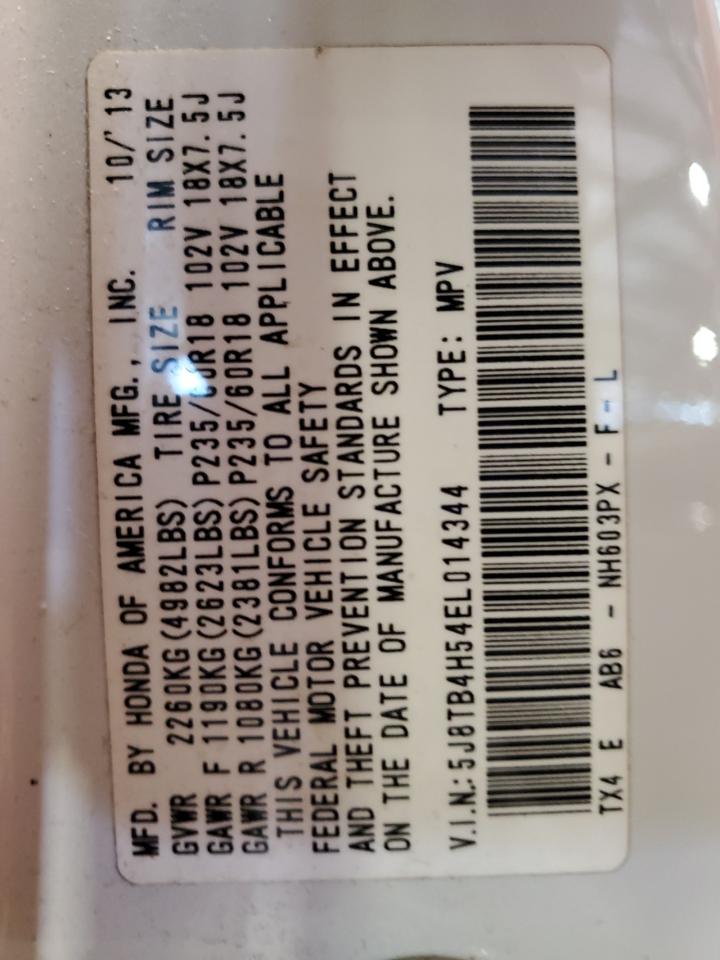 MFD. BY HONDA OF AMERICA MFG., INC. 10/'13
GVWR 2260KG(4982LBS) TIRE SIZE RIM SIZE
GAWR F 1190KG(2623LBS) P235/60R18 102V 18X7.5J
GAWR R 1080KG(2381LBS) P235/60R18 102V 18X7.5J
THIS VEHICLE CONFORMS TO ALL APPLICABLE
FEDERAL MOTOR VEHICLE SAFETY
AND THEFT PREVENTION STANDARDS IN EFFECT
ON THE DATE OF MANUFACTURE SHOWN ABOVE.
V.I.N.: 5J8TB4H54EL014344 TYPE: MPV
TX4 E AB6 - NH603PX - F - L